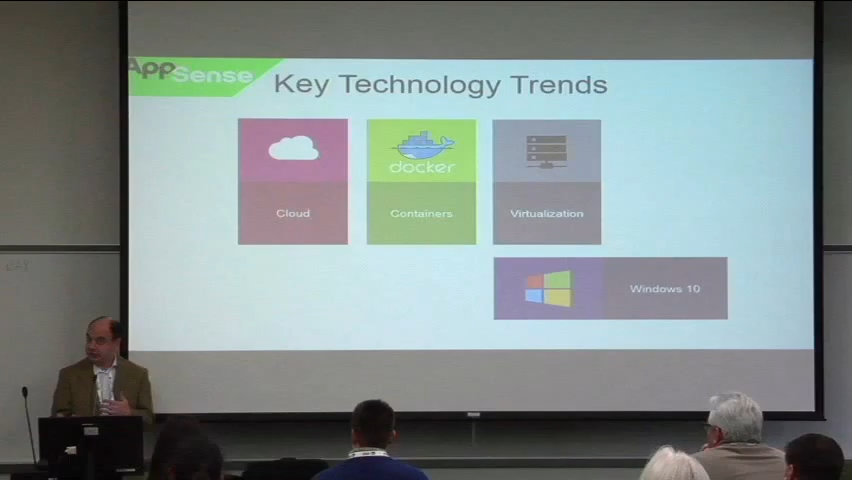 AppSense
Key Technology Trends
docker
Cloud
Containers
Virtualization
Windows 10